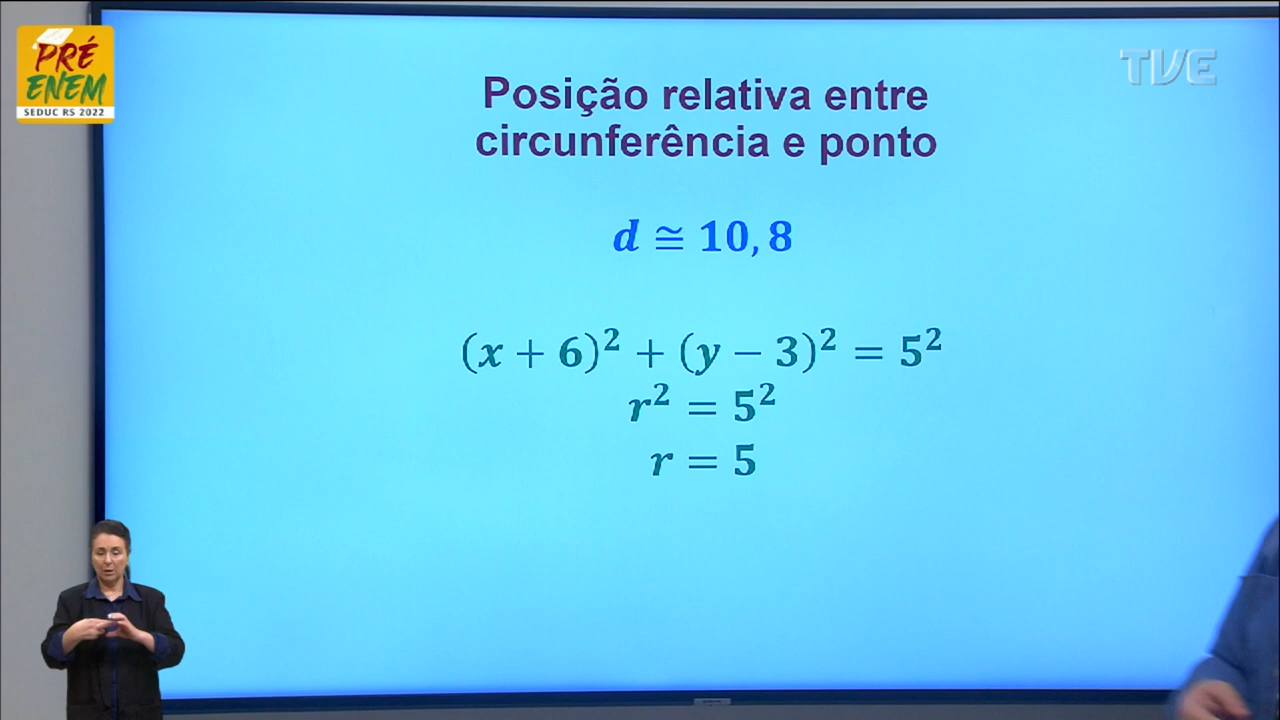 PRÉ
ENEM
SEDUC RS 2022
TVE
Posição relativa entre
circunferência e ponto
d ≅ 10,8
(x + 6)² + (y − 3)² = 5²
r² = 5²
r = 5